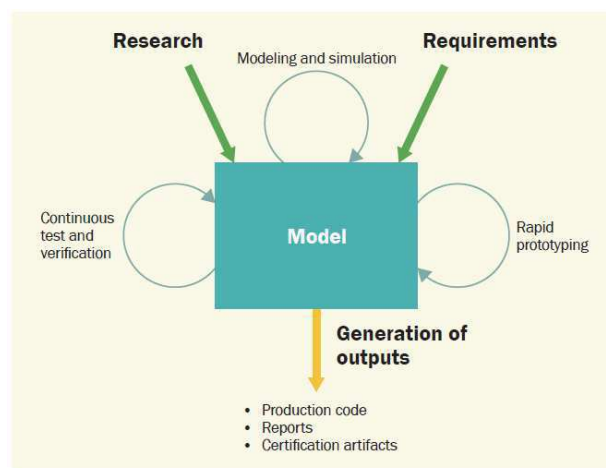 Research
Requirements
Modeling and simulation
Continuous
test and
verification
Model
Rapid
prototyping
Generation of
outputs
• Production code
• Reports
• Certification artifacts